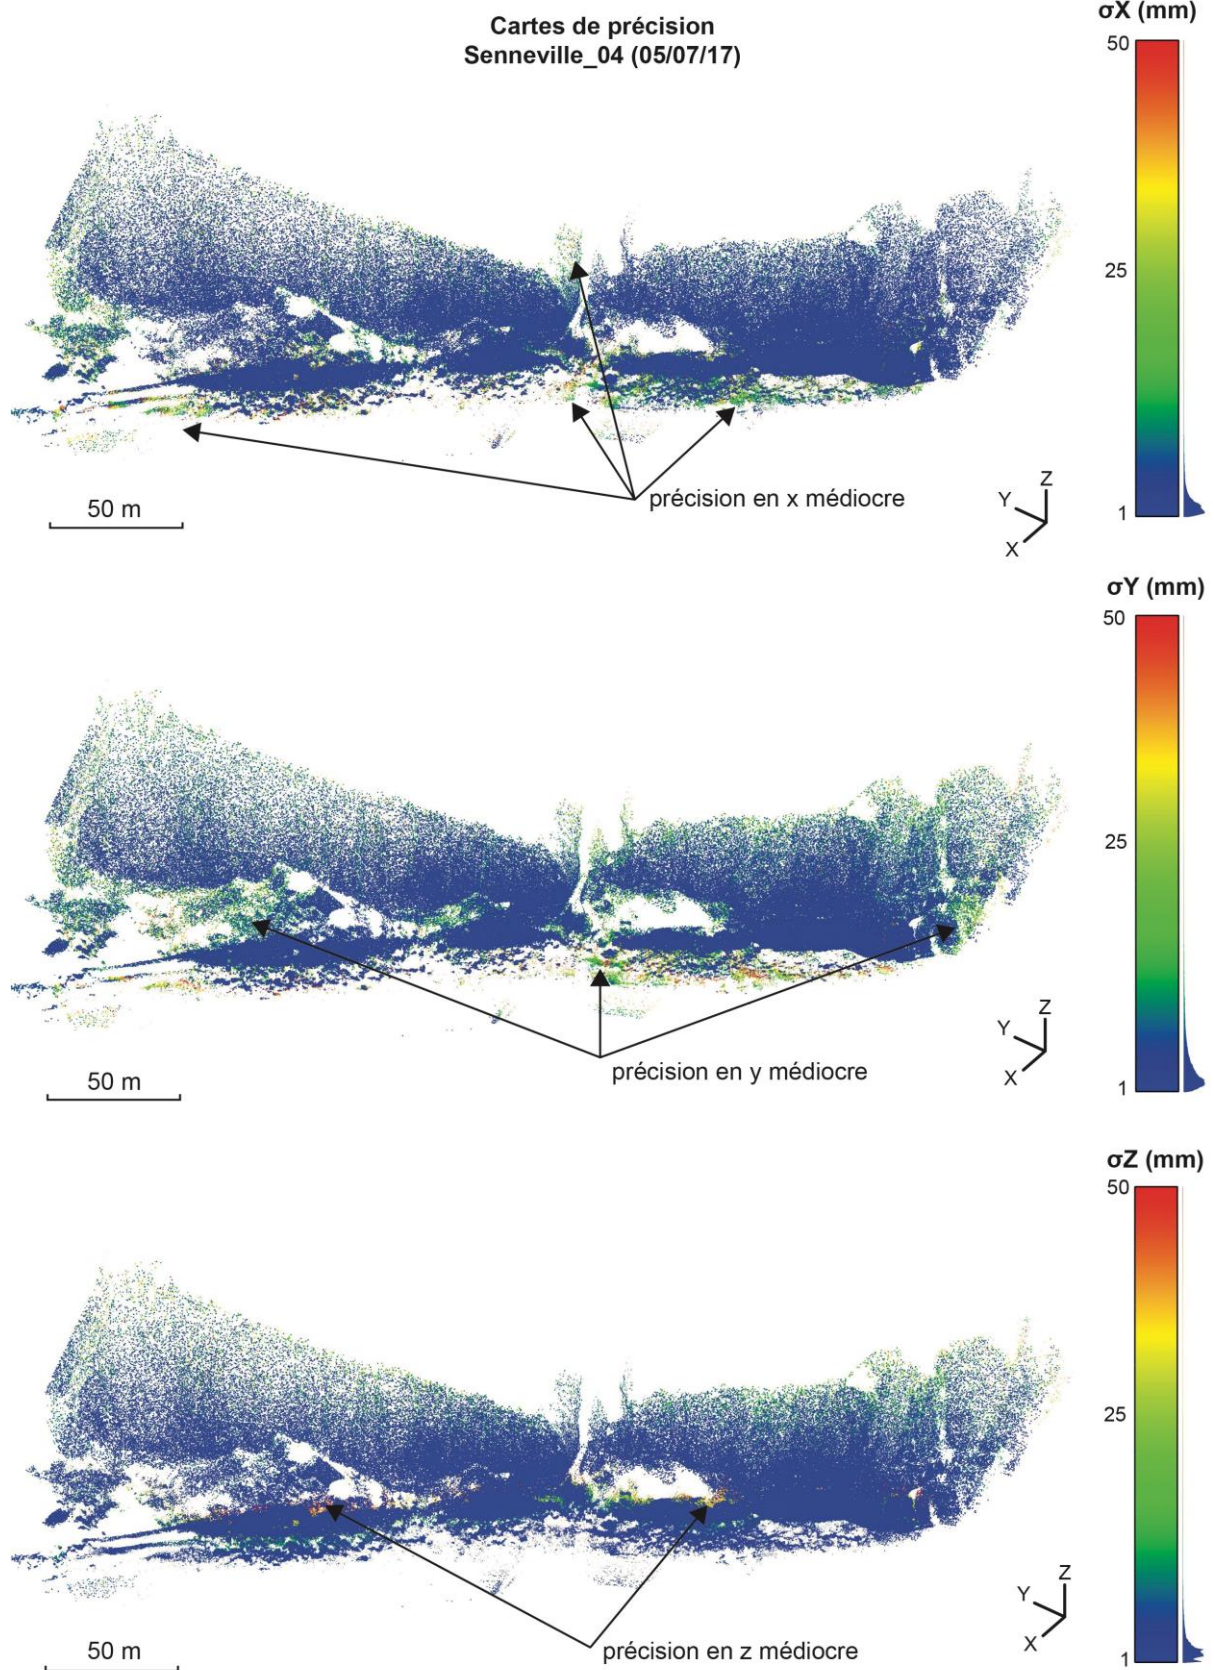 Cartes de précision
Senneville_04 (05/07/17)
σX (mm)
50
25
1
précision en x médiocre
50 m
Z
Y
X
σY (mm)
50
25
1
précision en y médiocre
50 m
Z
Y
X
σZ (mm)
50
25
1
précision en z médiocre
50 m
Z
Y
X